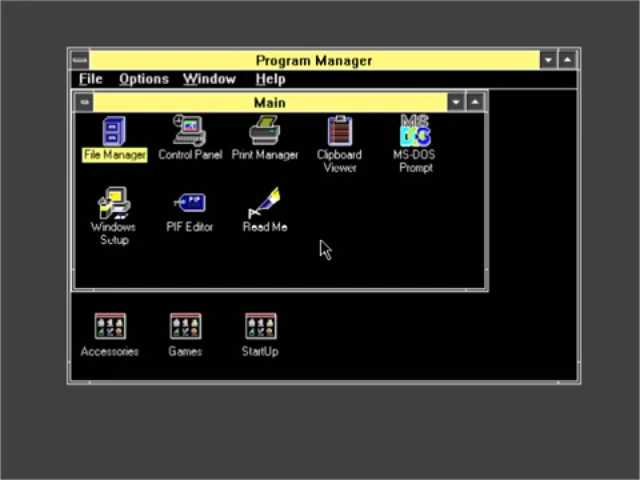 Program Manager
File Options Window Help
Main
File Manager Control Panel Print Manager Clipboard Viewer MS-DOS Prompt
Windows Setup PIF Editor Read Me
Accessories Games StartUp